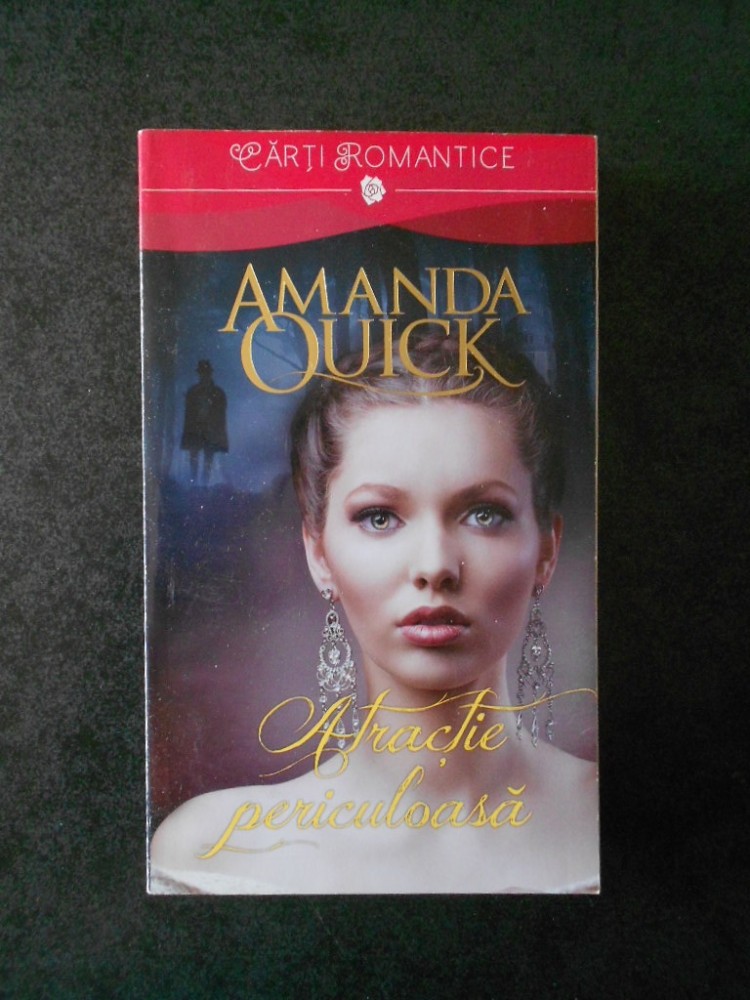 CĂRȚI ROMANTICE
AMANDA
QUICK
Atracție
periculoasă